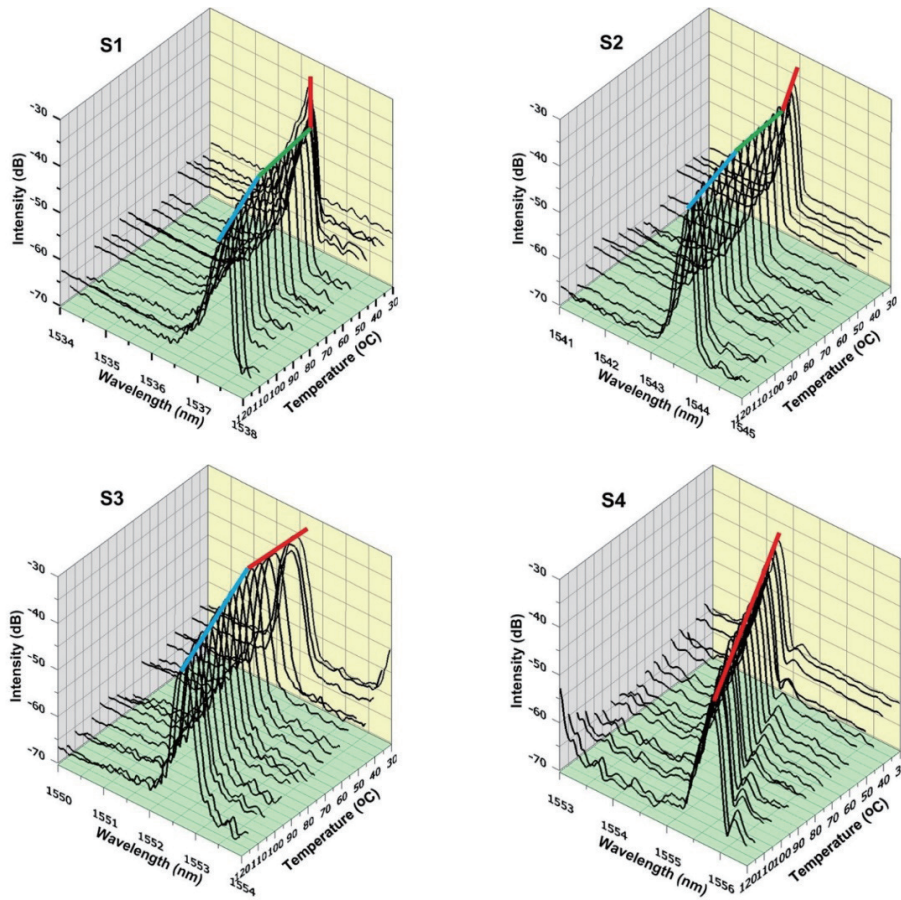 S1
-30
-40
-50
-60
-70
Intensity (dB)
1534
1535
1536
1537
1538
Wavelength (nm)
120 110 100 90 80 70 60 50 40 30
Temperature (ºC)
S2
-30
-40
-50
-60
-70
Intensity (dB)
1541
1542
1543
1544
1545
Wavelength (nm)
120 110 100 90 80 70 60 50 40 30
Temperature (ºC)
S3
-30
-40
-50
-60
-70
Intensity (dB)
1550
1551
1552
1553
1554
Wavelength (nm)
120 110 100 90 80 70 60 50 40 30
Temperature (ºC)
S4
-30
-40
-50
-60
-70
Intensity (dB)
1553
1554
1555
1556
Wavelength (nm)
120 110 100 90 80 70 60 50 40 30
Temperature (ºC)